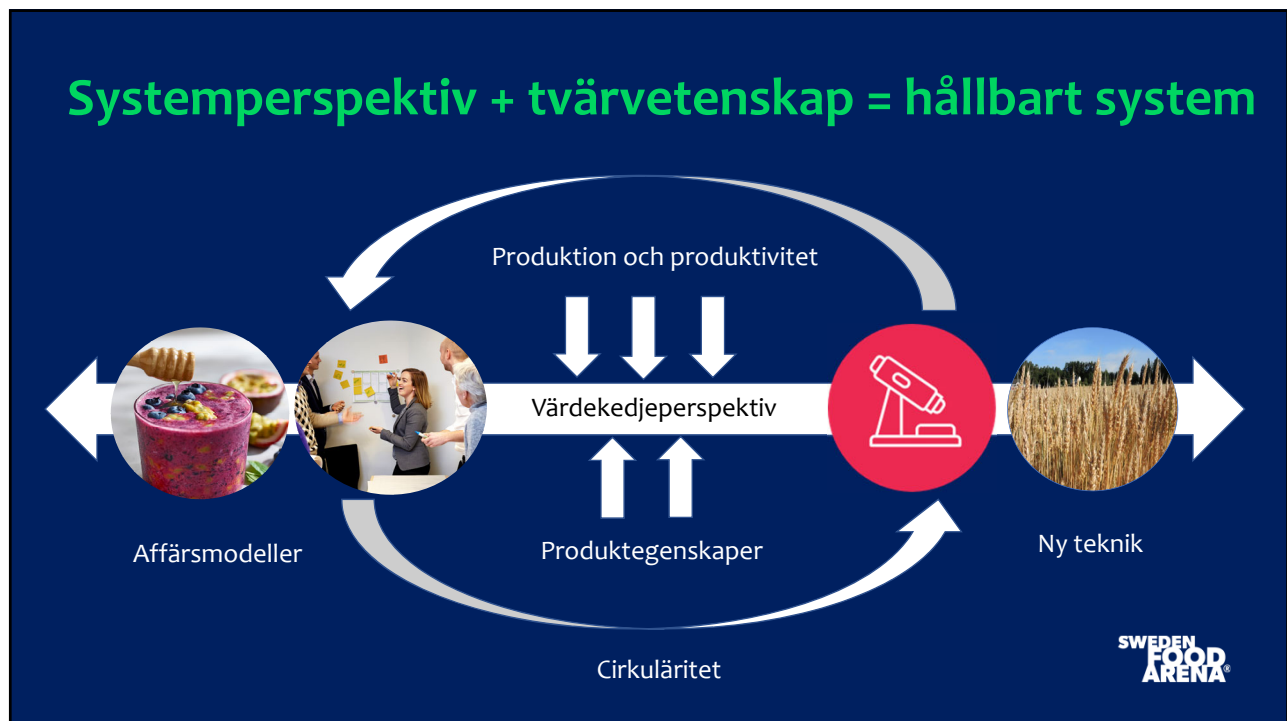 Systemperspektiv + tvärvetenskap = hållbart system
Produktion och produktivitet
Värdekedjeperspektiv
Affärsmodeller
Produktegenskaper
Ny teknik
Cirkuläritet
SWEDEN
FOOD
ARENA®